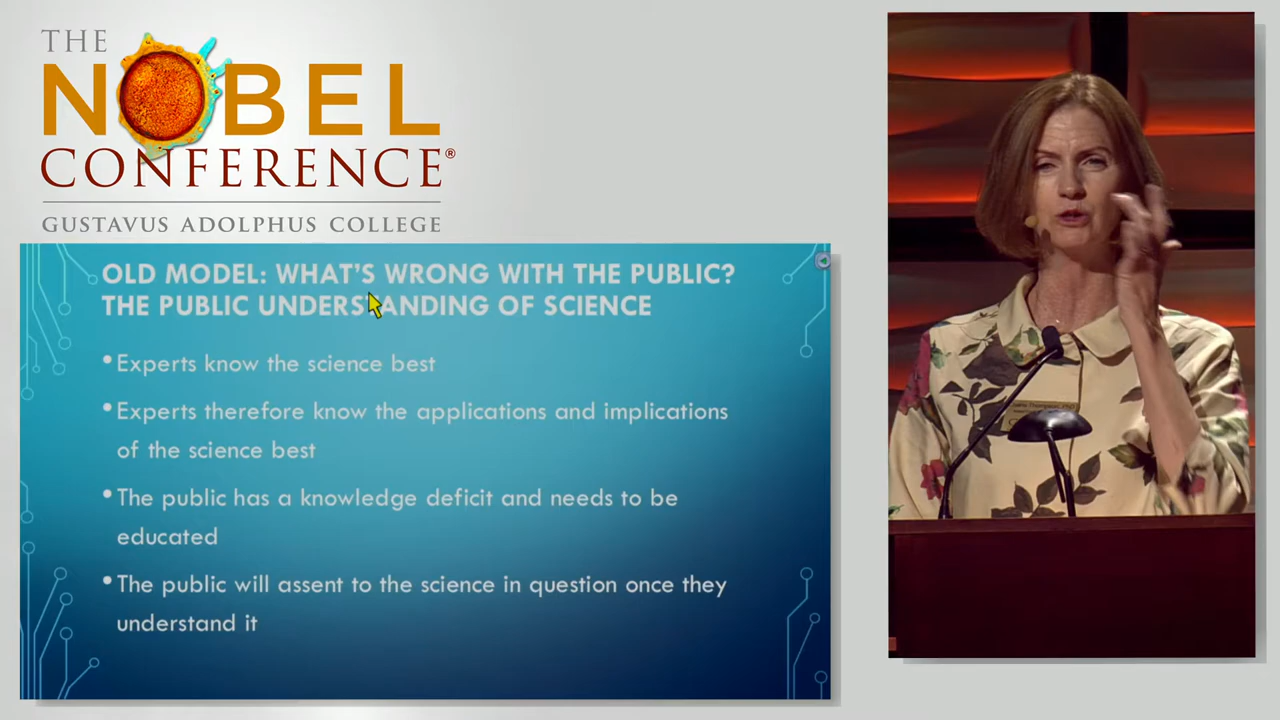 THE
NOBEL
CONFERENCE®
GUSTAVUS ADOLPHUS COLLEGE
OLD MODEL: WHAT'S WRONG WITH THE PUBLIC?
THE PUBLIC UNDERSTANDING OF SCIENCE
•Experts know the science best
•Experts therefore know the applications and implications
of the science best
•The public has a knowledge deficit and needs to be
educated
•The public will assent to the science in question once they
understand it